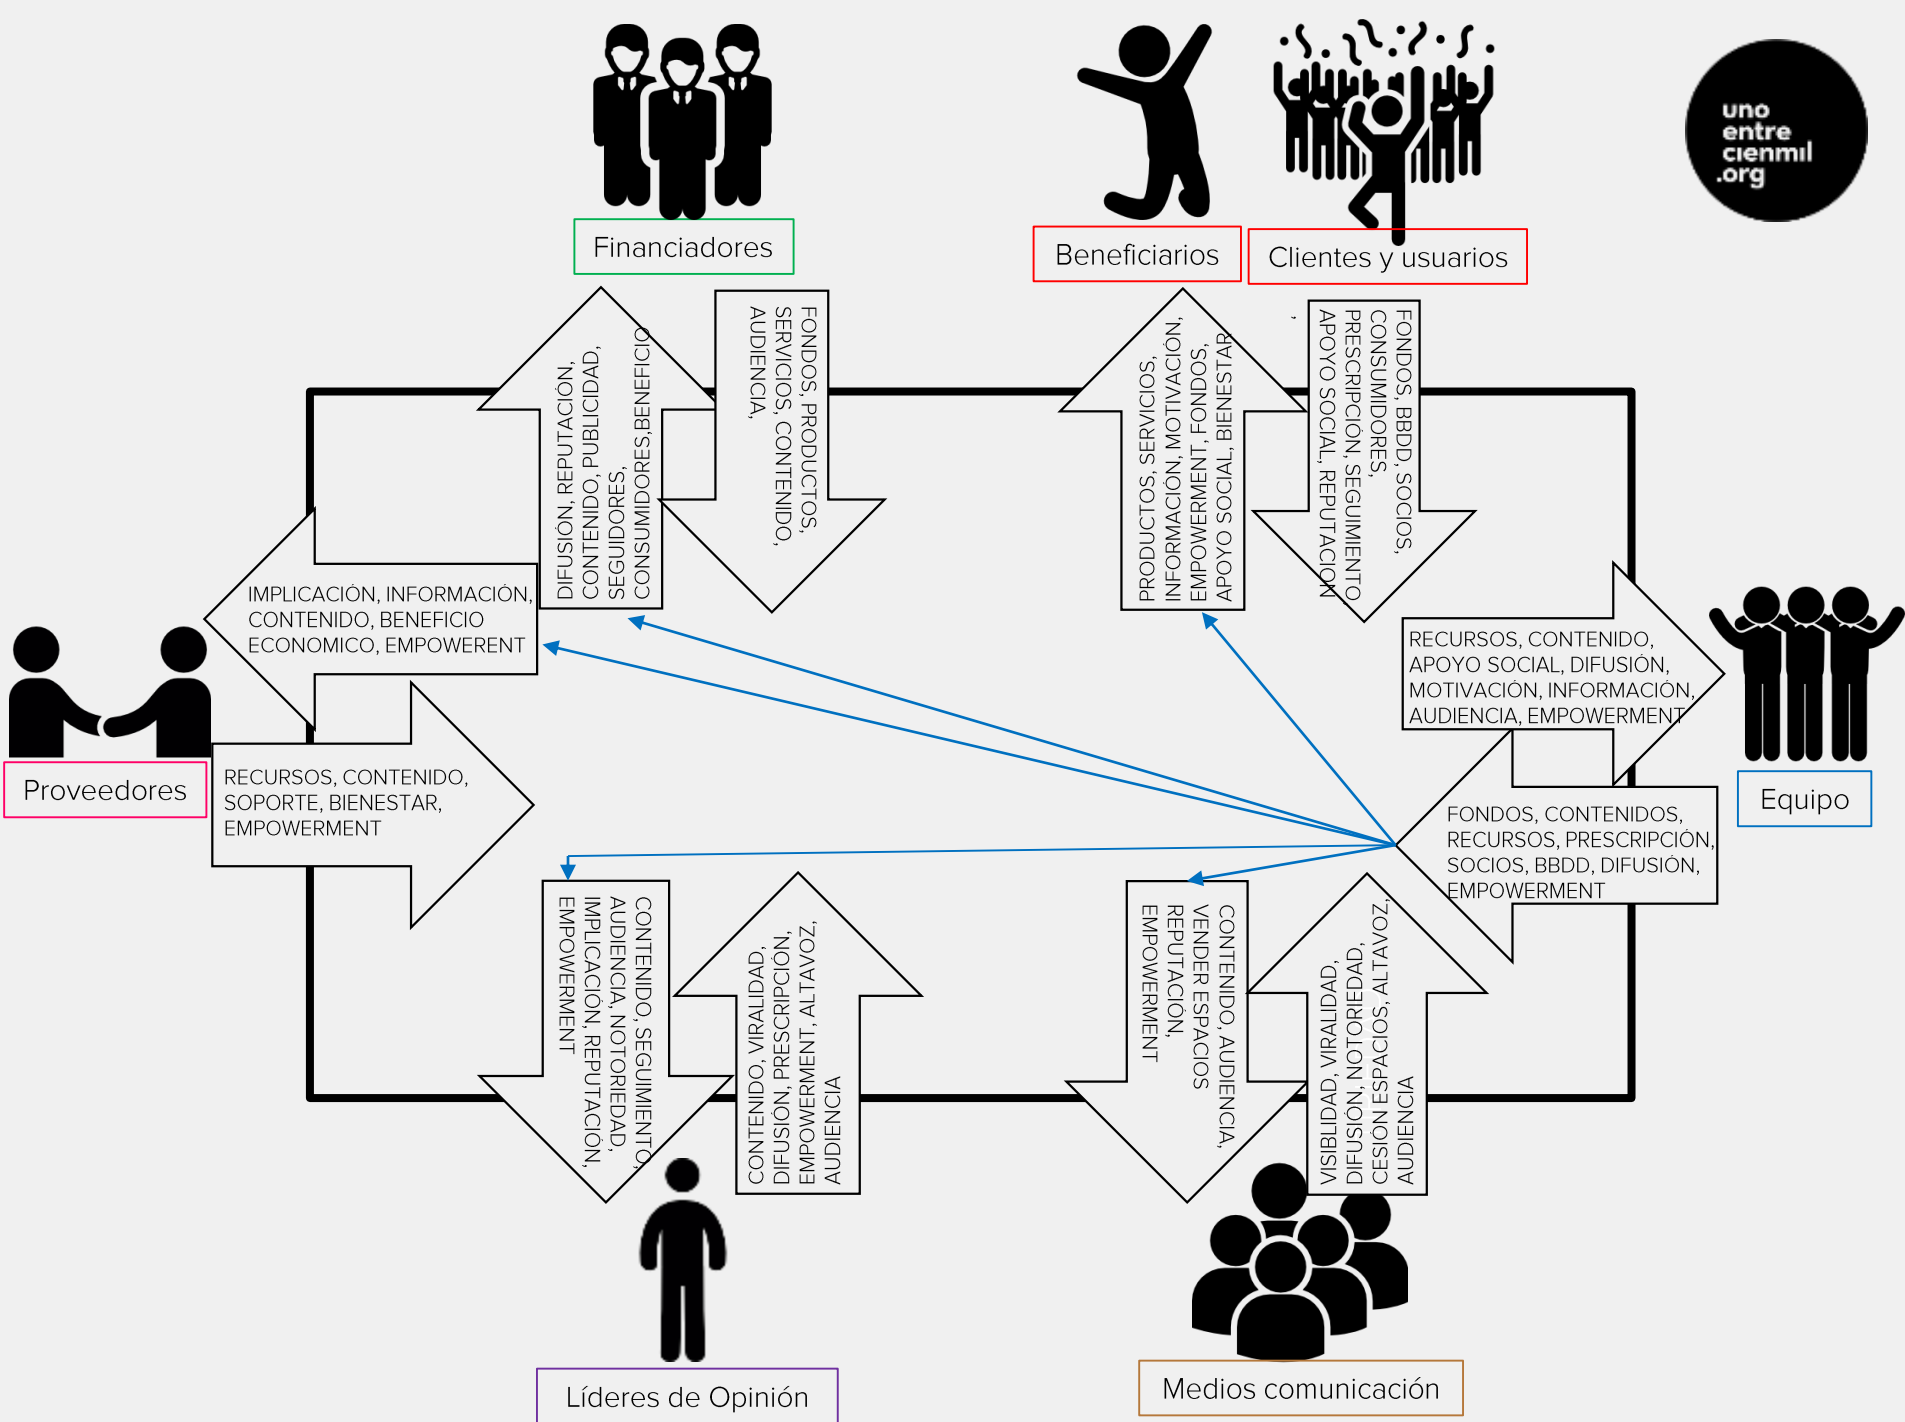 uno
entre
cienmil
.org
Financiadores
Beneficiarios
Clientes y usuarios
DIFUSIÓN, REPUTACIÓN,
CONTENIDO, PUBLICIDAD,
SEGUIDORES,
CONSUMIDORES,BENEFICIO
FONDOS, PRODUCTOS,
SERVICIOS, CONTENIDO,
AUDIENCIA,
PRODUCTOS, SERVICIOS,
INFORMACIÓN, MOTIVACIÓN,
EMPOWERMENT, FONDOS,
APOYO SOCIAL, BIENESTAR
FONDOS, BBDD, SOCIOS,
CONSUMIDORES,
PRESCRIPCIÓN, SEGUIMIENTO
APOYO SOCIAL, REPUTACION
,
IMPLICACIÓN, INFORMACIÓN,
CONTENIDO, BENEFICIO
ECONOMICO, EMPOWERENT
Proveedores
RECURSOS, CONTENIDO,
SOPORTE, BIENESTAR,
EMPOWERMENT
RECURSOS, CONTENIDO,
APOYO SOCIAL, DIFUSIÓN,
MOTIVACIÓN, INFORMACIÓN,
AUDIENCIA, EMPOWERMENT
Equipo
FONDOS, CONTENIDOS,
RECURSOS, PRESCRIPCIÓN,
SOCIOS, BBDD, DIFUSIÓN,
EMPOWERMENT
CONTENIDO, SEGUIMIENTO,
AUDIENCIA, NOTORIEDAD,
IMPLICACIÓN, REPUTACIÓN,
EMPOWERMENT
CONTENIDO, VIRALIDAD,
DIFUSIÓN, PRESCRIPCIÓN,
EMPOWERMENT, ALTAVOZ,
AUDIENCIA
CONTENIDO, AUDIENCIA,
VENDER ESPACIOS
REPUTACIÓN,
EMPOWERMENT
VISIBLIDAD, VIRALIDAD,
DIFUSIÓN, NOTORIEDAD,
CESIÓN ESPACIOS, ALTAVOZ,
AUDIENCIA
Líderes de Opinión
Medios comunicación